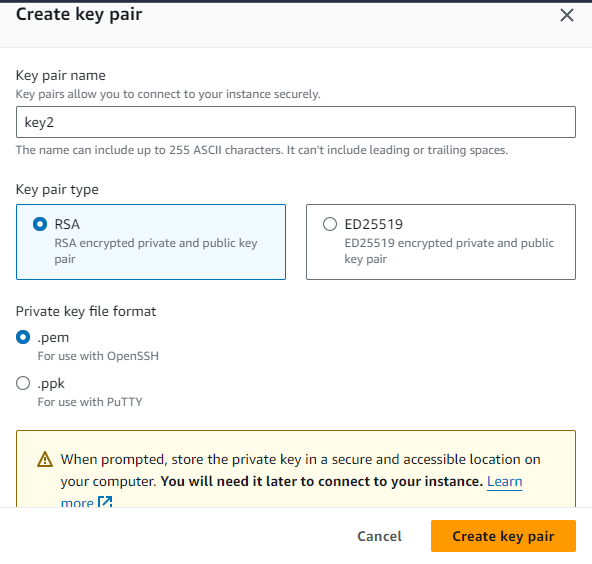 Create key pair
Key pair name
Key pairs allow you to connect to your instance securely.
key2
The name can include up to 255 ASCII characters. It can't include leading or trailing spaces.
Key pair type
RSA
RSA encrypted private and public key
pair
ED25519
ED25519 encrypted private and public
key pair
Private key file format
.pem
For use with OpenSSH
.ppk
For use with PuTTY
When prompted, store the private key in a secure and accessible location on
your computer. You will need it later to connect to your instance. Learn
more
Cancel
Create key pair